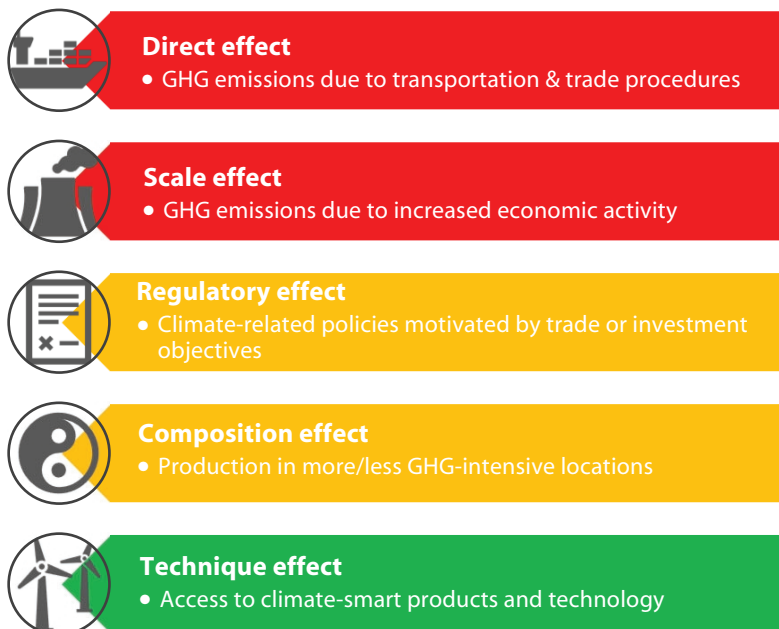 Direct effect
• GHG emissions due to transportation & trade procedures
Scale effect
• GHG emissions due to increased economic activity
Regulatory effect
• Climate-related policies motivated by trade or investment
objectives
Composition effect
• Production in more/less GHG-intensive locations
Technique effect
• Access to climate-smart products and technology